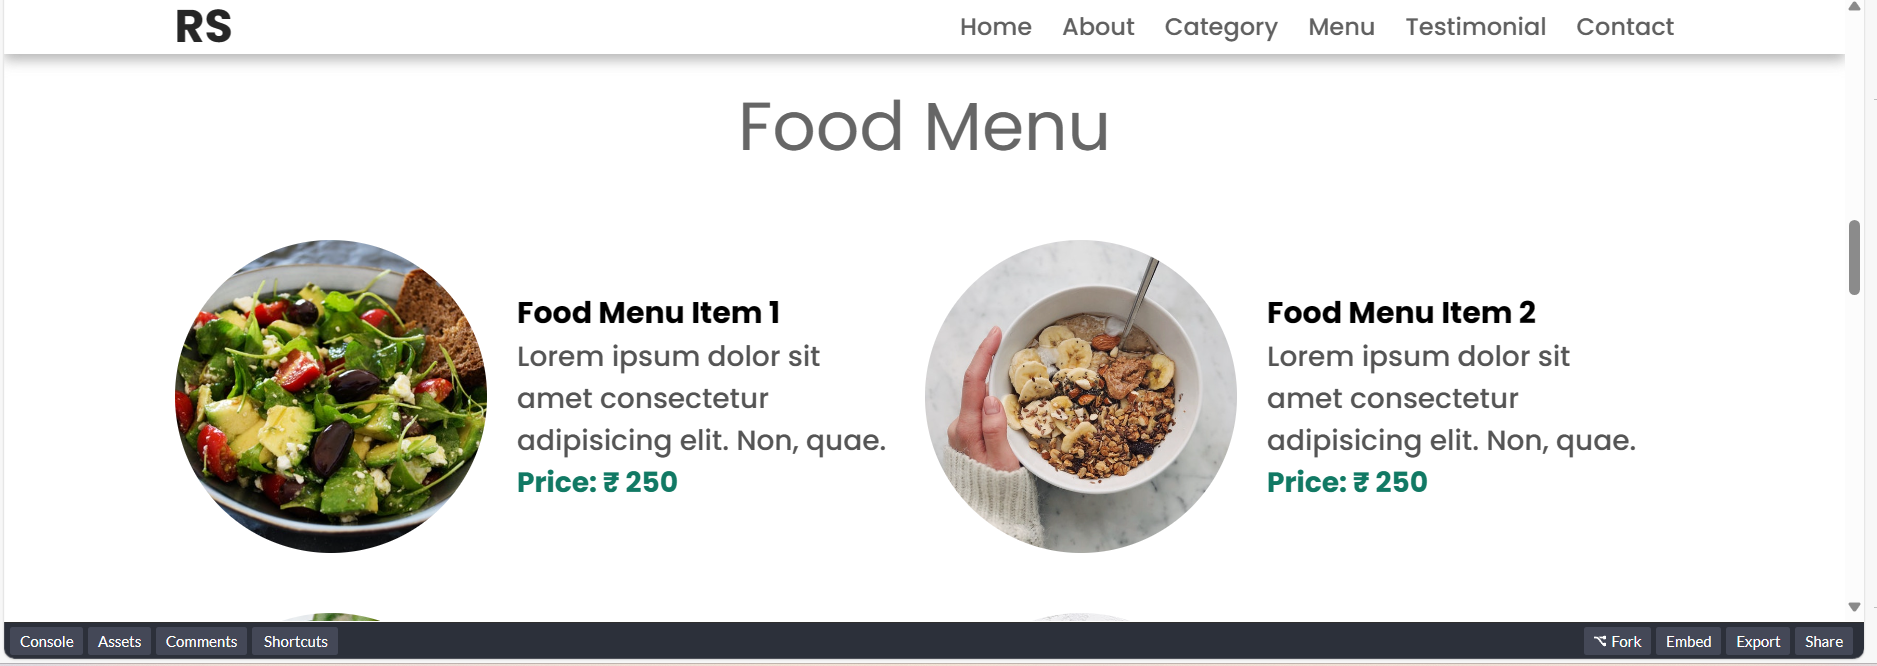 RS
Home About Category Menu Testimonial Contact
Food Menu
Food Menu Item 1
Lorem ipsum dolor sit
amet consectetur
adipisicing elit. Non, quae.
Price: ₹ 250
Food Menu Item 2
Lorem ipsum dolor sit
amet consectetur
adipisicing elit. Non, quae.
Price: ₹ 250
Console Assets Comments Shortcuts
Fork Embed Export Share